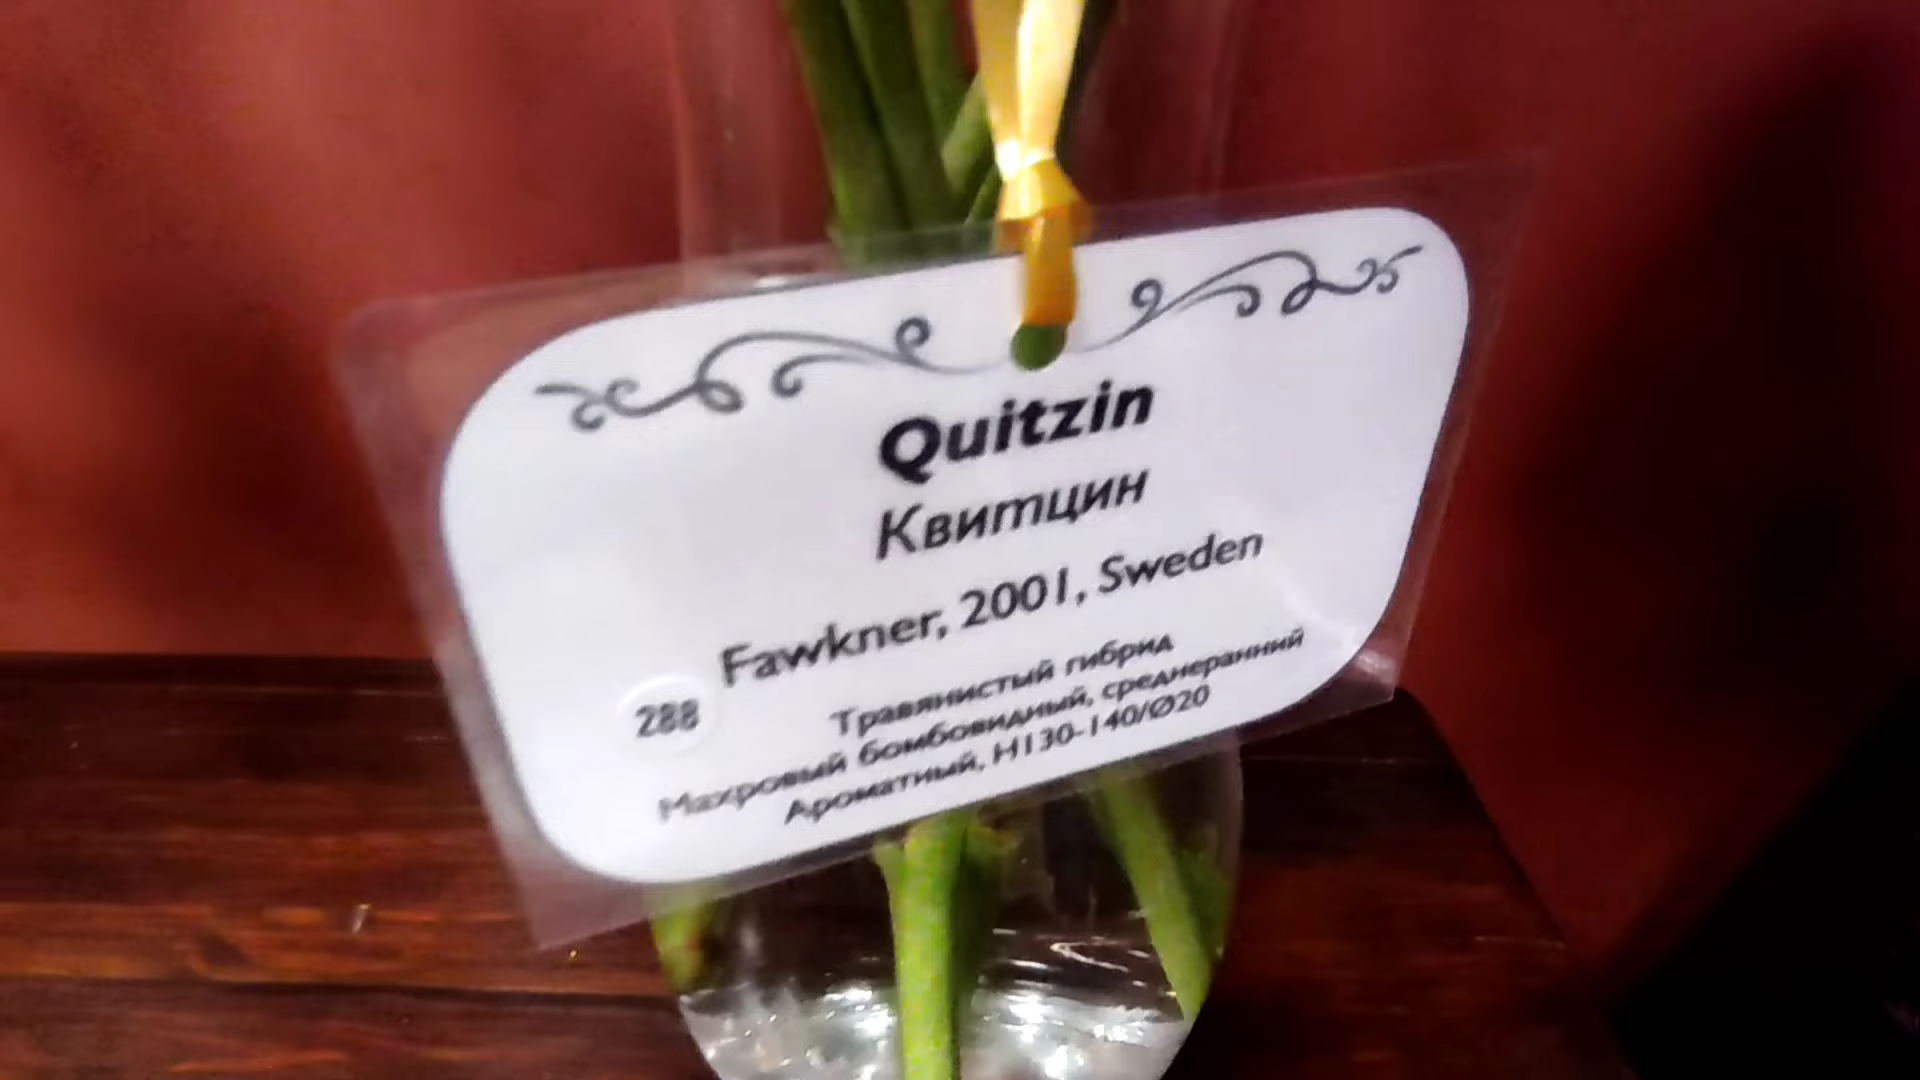 Quitzin
Квитцин
Fawkner, 2001, Sweden
288
Травянистый гибрид
Махровый бомбовидный, среднеранний
Ароматный, H130-140/Ø20